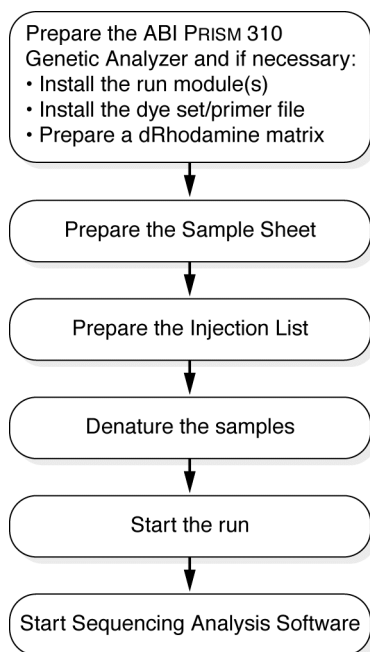 Prepare the ABI PRISM 310
Genetic Analyzer and if necessary:
• Install the run module(s)
• Install the dye set/primer file
• Prepare a dRhodamine matrix
Prepare the Sample Sheet
Prepare the Injection List
Denature the samples
Start the run
Start Sequencing Analysis Software